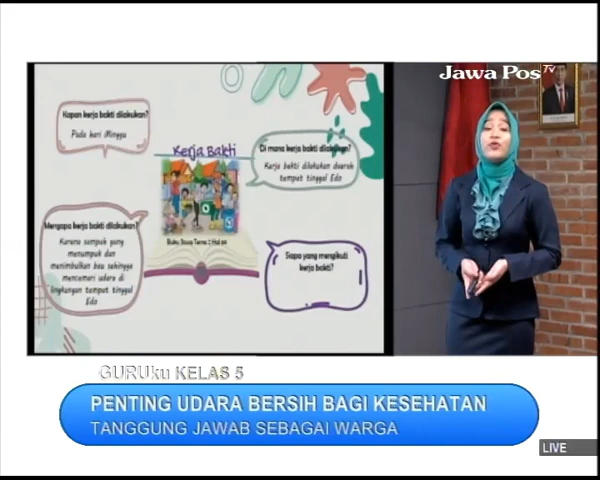 Jawa Pos TV
Kapan kerja bakti dilakukan?
Pada hari Minggu
Kerja Bakti
Di mana kerja bakti dilakukan?
Kerja bakti dilakukan daerah
tempat tinggal Edo
Mengapa kerja bakti dilakukan?
Karena sampah yang
menumpuk dan
menimbulkan bau sehingga
mencemari udara di
lingkungan tempat tinggal
Edo
Buku Siswa Tema 2 Hal 64
Siapa yang mengikuti
kerja bakti?
GURUku KELAS 5
PENTING UDARA BERSIH BAGI KESEHATAN
TANGGUNG JAWAB SEBAGAI WARGA
LIVE